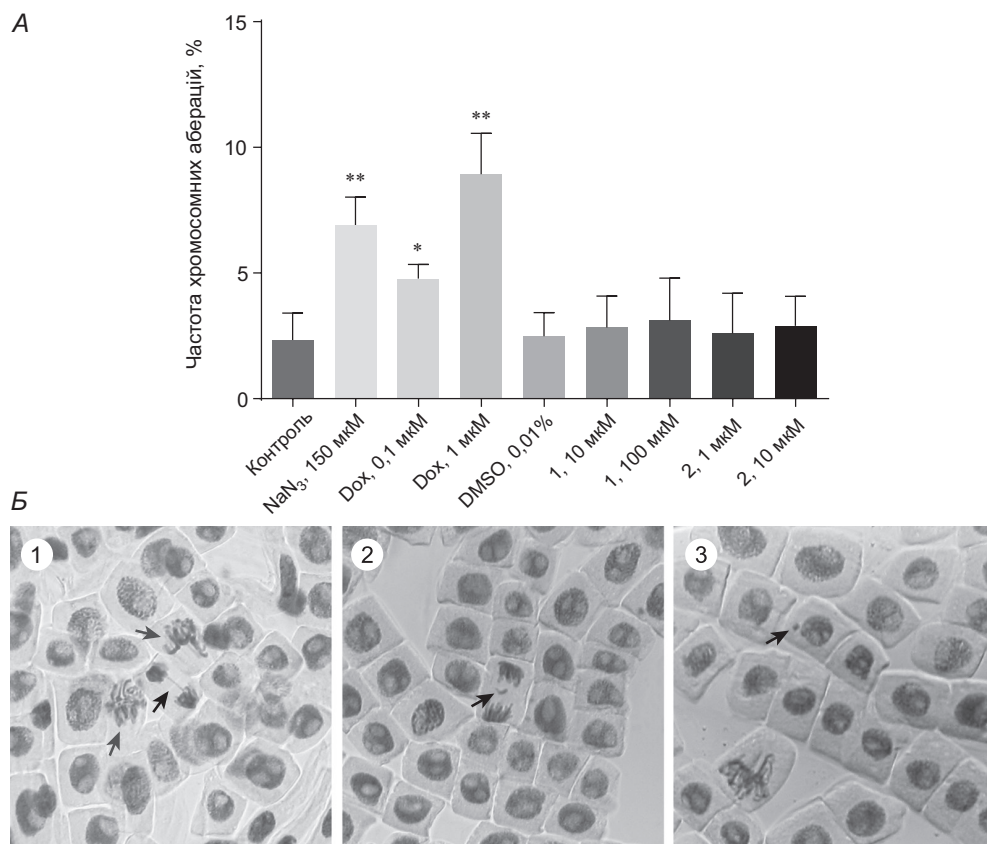 А
Частота хромосомних аберацій, %
15
10
5
0
**
*
**
Контроль
NaN₃, 150 мкМ
Dox, 0,1 мкМ
Dox, 1 мкМ
DMSO, 0,01%
1, 10 мкМ
1, 100 мкМ
2, 1 мкМ
2, 10 мкМ
Б
1
2
3